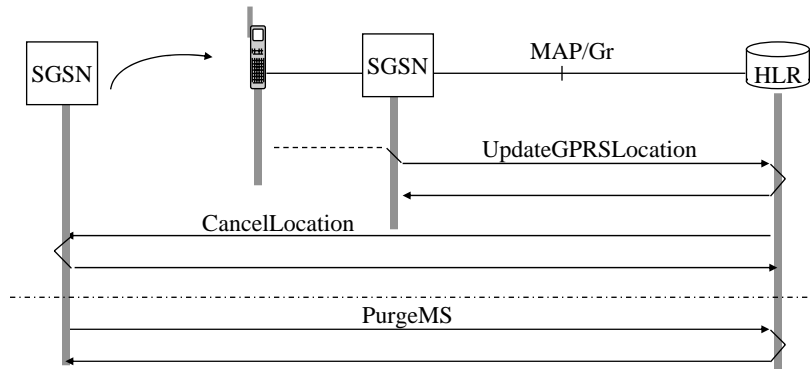 MAP/Gr
SGSN
SGSN
HLR
UpdateGPRSLocation
CancelLocation
PurgeMS